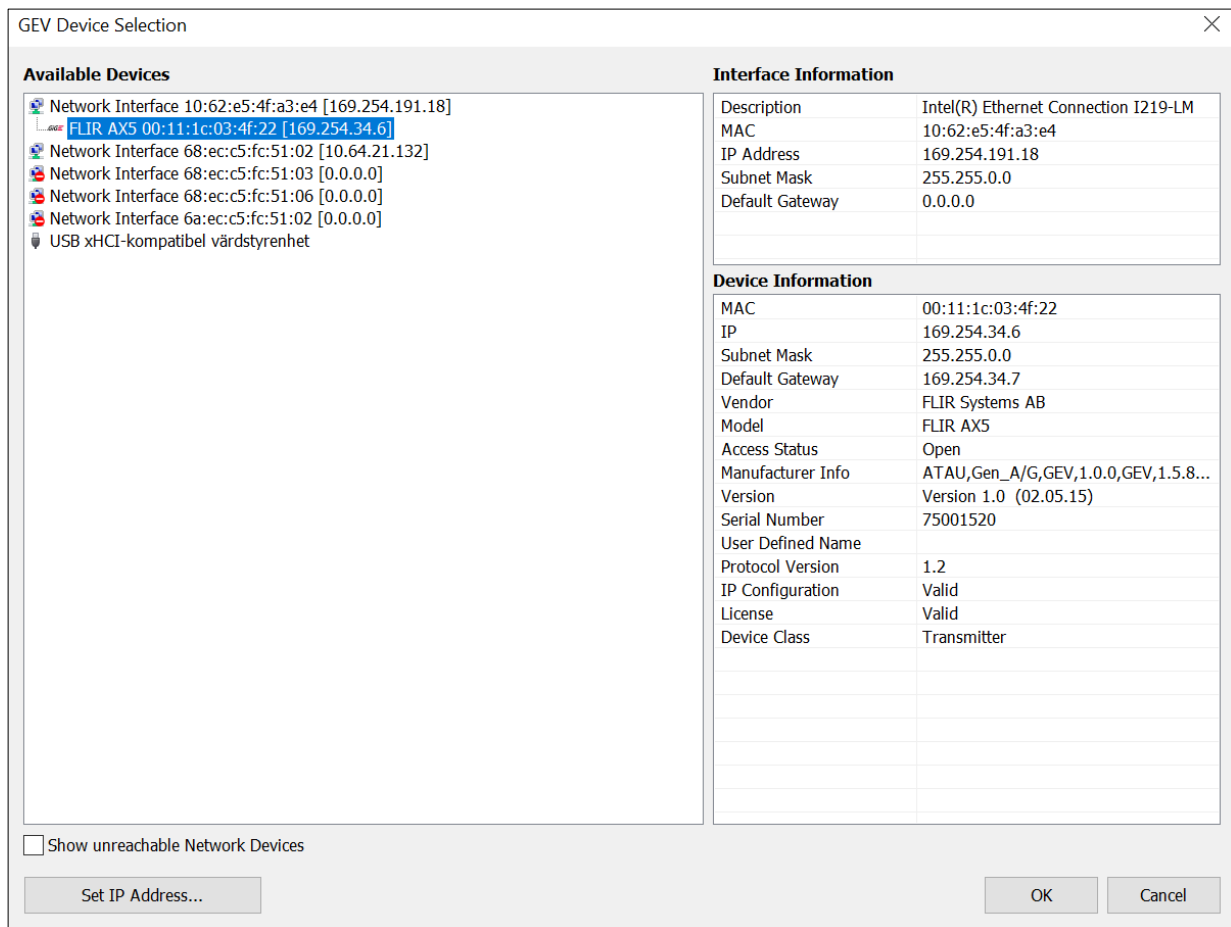 GEV Device Selection
Available Devices
Network Interface 10:62:e5:4f:a3:e4 [169.254.191.18]
GIGE FLIR AX5 00:11:1c:03:4f:22 [169.254.34.6]
Network Interface 68:ec:c5:fc:51:02 [10.64.21.132]
Network Interface 68:ec:c5:fc:51:03 [0.0.0.0]
Network Interface 68:ec:c5:fc:51:06 [0.0.0.0]
Network Interface 6a:ec:c5:fc:51:02 [0.0.0.0]
USB xHCI-kompatibel värdstyrenhet
Show unreachable Network Devices
Set IP Address...
Interface Information
Description Intel(R) Ethernet Connection I219-LM
MAC 10:62:e5:4f:a3:e4
IP Address 169.254.191.18
Subnet Mask 255.255.0.0
Default Gateway 0.0.0.0
Device Information
MAC 00:11:1c:03:4f:22
IP 169.254.34.6
Subnet Mask 255.255.0.0
Default Gateway 169.254.34.7
Vendor FLIR Systems AB
Model FLIR AX5
Access Status Open
Manufacturer Info ATAU,Gen_A/G,GEV,1.0.0,GEV,1.5.8...
Version Version 1.0 (02.05.15)
Serial Number 75001520
User Defined Name
Protocol Version 1.2
IP Configuration Valid
License Valid
Device Class Transmitter
OK Cancel